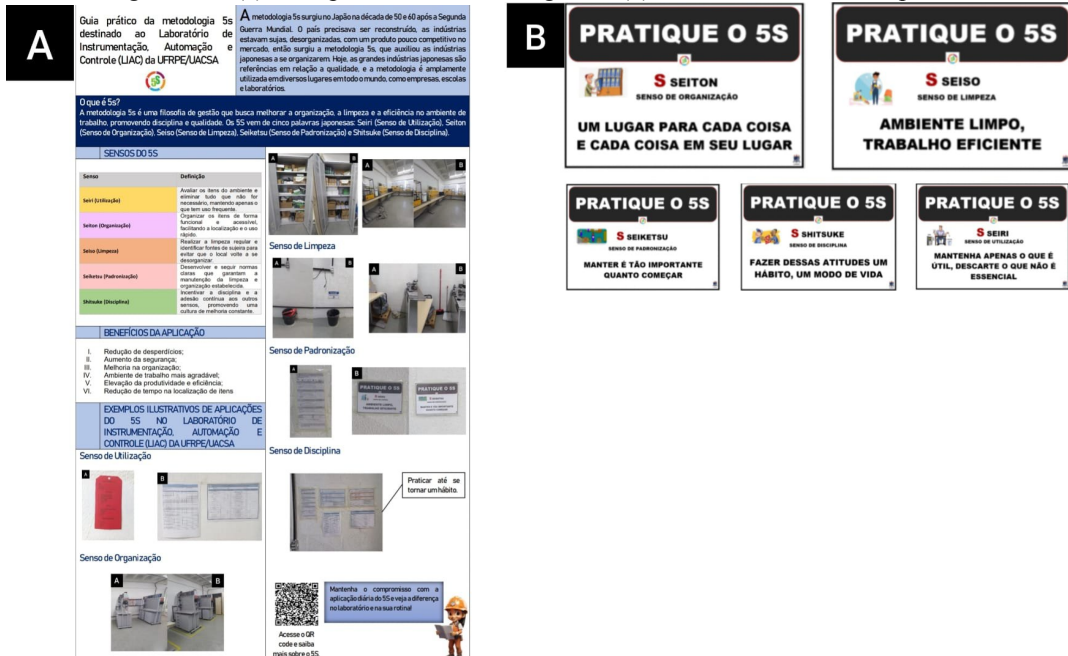 A
Guia prático da metodologia 5s
destinado ao Laboratório de
Instrumentação, Automação e
Controle (LIAC) da UFRPE/UACSA
A metodologia 5s surgiu no Japão na década de 50 e 60 após a Segunda
Guerra Mundial. O país precisava ser reconstruído, as indústrias
estavam sujas, desorganizadas, com um produto pouco competitivo no
mercado, então surgiu a metodologia 5s, que auxiliou as indústrias
japonesas a se organizarem. Hoje, as grandes indústrias japonesas são
referências em relação a qualidade, e a metodologia é amplamente
utilizada em diversos lugares em todo o mundo, como empresas, escolas
e laboratórios.
O que é 5s?
A metodologia 5s é uma filosofia de gestão que busca melhorar a organização, a limpeza e a eficiência no ambiente de
trabalho, promovendo disciplina e qualidade. Os 5S vem de cinco palavras japonesas: Seiri (Senso de Utilização), Seiton
(Senso de Organização), Seiso (Senso de Limpeza), Seiketsu (Senso de Padronização) e Shitsuke (Senso de Disciplina).
SENSOS DO 5S
Senso Definição
Seiri (Utilização)
Avaliar os itens do ambiente e
eliminar tudo que não for
necessário, mantendo apenas o
que tem uso frequente.
Seiton (Organização)
Organizar os itens de forma
funcional e acessível,
facilitando a localização e o uso
rápido.
Seiso (Limpeza)
Realizar a limpeza regular e
identificar fontes de sujeira para
evitar que o local volte a se
desorganizar.
Seiketsu (Padronização)
Desenvolver e seguir normas
claras que garantam a
manutenção da limpeza e
organização estabelecida.
Shitsuke (Disciplina)
Incentivar a disciplina e a
adesão contínua aos outros
sensos, promovendo uma
cultura de melhoria constante.
BENEFÍCIOS DA APLICAÇÃO
I. Redução de desperdícios;
II. Aumento da segurança;
III. Melhoria na organização;
IV. Ambiente de trabalho mais agradável;
V. Elevação da produtividade e eficiência;
VI. Redução de tempo na localização de itens
EXEMPLOS ILUSTRATIVOS DE APLICAÇÕES
DO 5S NO LABORATÓRIO DE
INSTRUMENTAÇÃO, AUTOMAÇÃO E
CONTROLE (LIAC) DA UFRPE/UACSA
Senso de Utilização
A
B
Senso de Organização
A B
A B
A B
Senso de Limpeza
A
B
A B
Senso de Padronização
A
B
PRATIQUE O 5S
PRATIQUE O 5S
Senso de Disciplina
Praticar até se
tornar um hábito.
Acesse o QR
code e saiba
mais sobre o 5S.
Mantenha o compromisso com a
aplicação diária do 5S e veja a diferença
no laboratório e na sua rotina!
B
PRATIQUE O 5S
S SEITON
SENSO DE ORGANIZAÇÃO
UM LUGAR PARA CADA COISA
E CADA COISA EM SEU LUGAR
PRATIQUE O 5S
S SEISO
SENSO DE LIMPEZA
AMBIENTE LIMPO,
TRABALHO EFICIENTE
PRATIQUE O 5S
S SEIKETSU
SENSO DE PADRONIZAÇÃO
MANTER É TÃO IMPORTANTE
QUANTO COMEÇAR
PRATIQUE O 5S
S SHITSUKE
SENSO DE DISCIPLINA
FAZER DESSAS ATITUDES UM
HÁBITO, UM MODO DE VIDA
PRATIQUE O 5S
S SEIRI
SENSO DE UTILIZAÇÃO
MANTENHA APENAS O QUE É
ÚTIL, DESCARTE O QUE NÃO É
ESSENCIAL